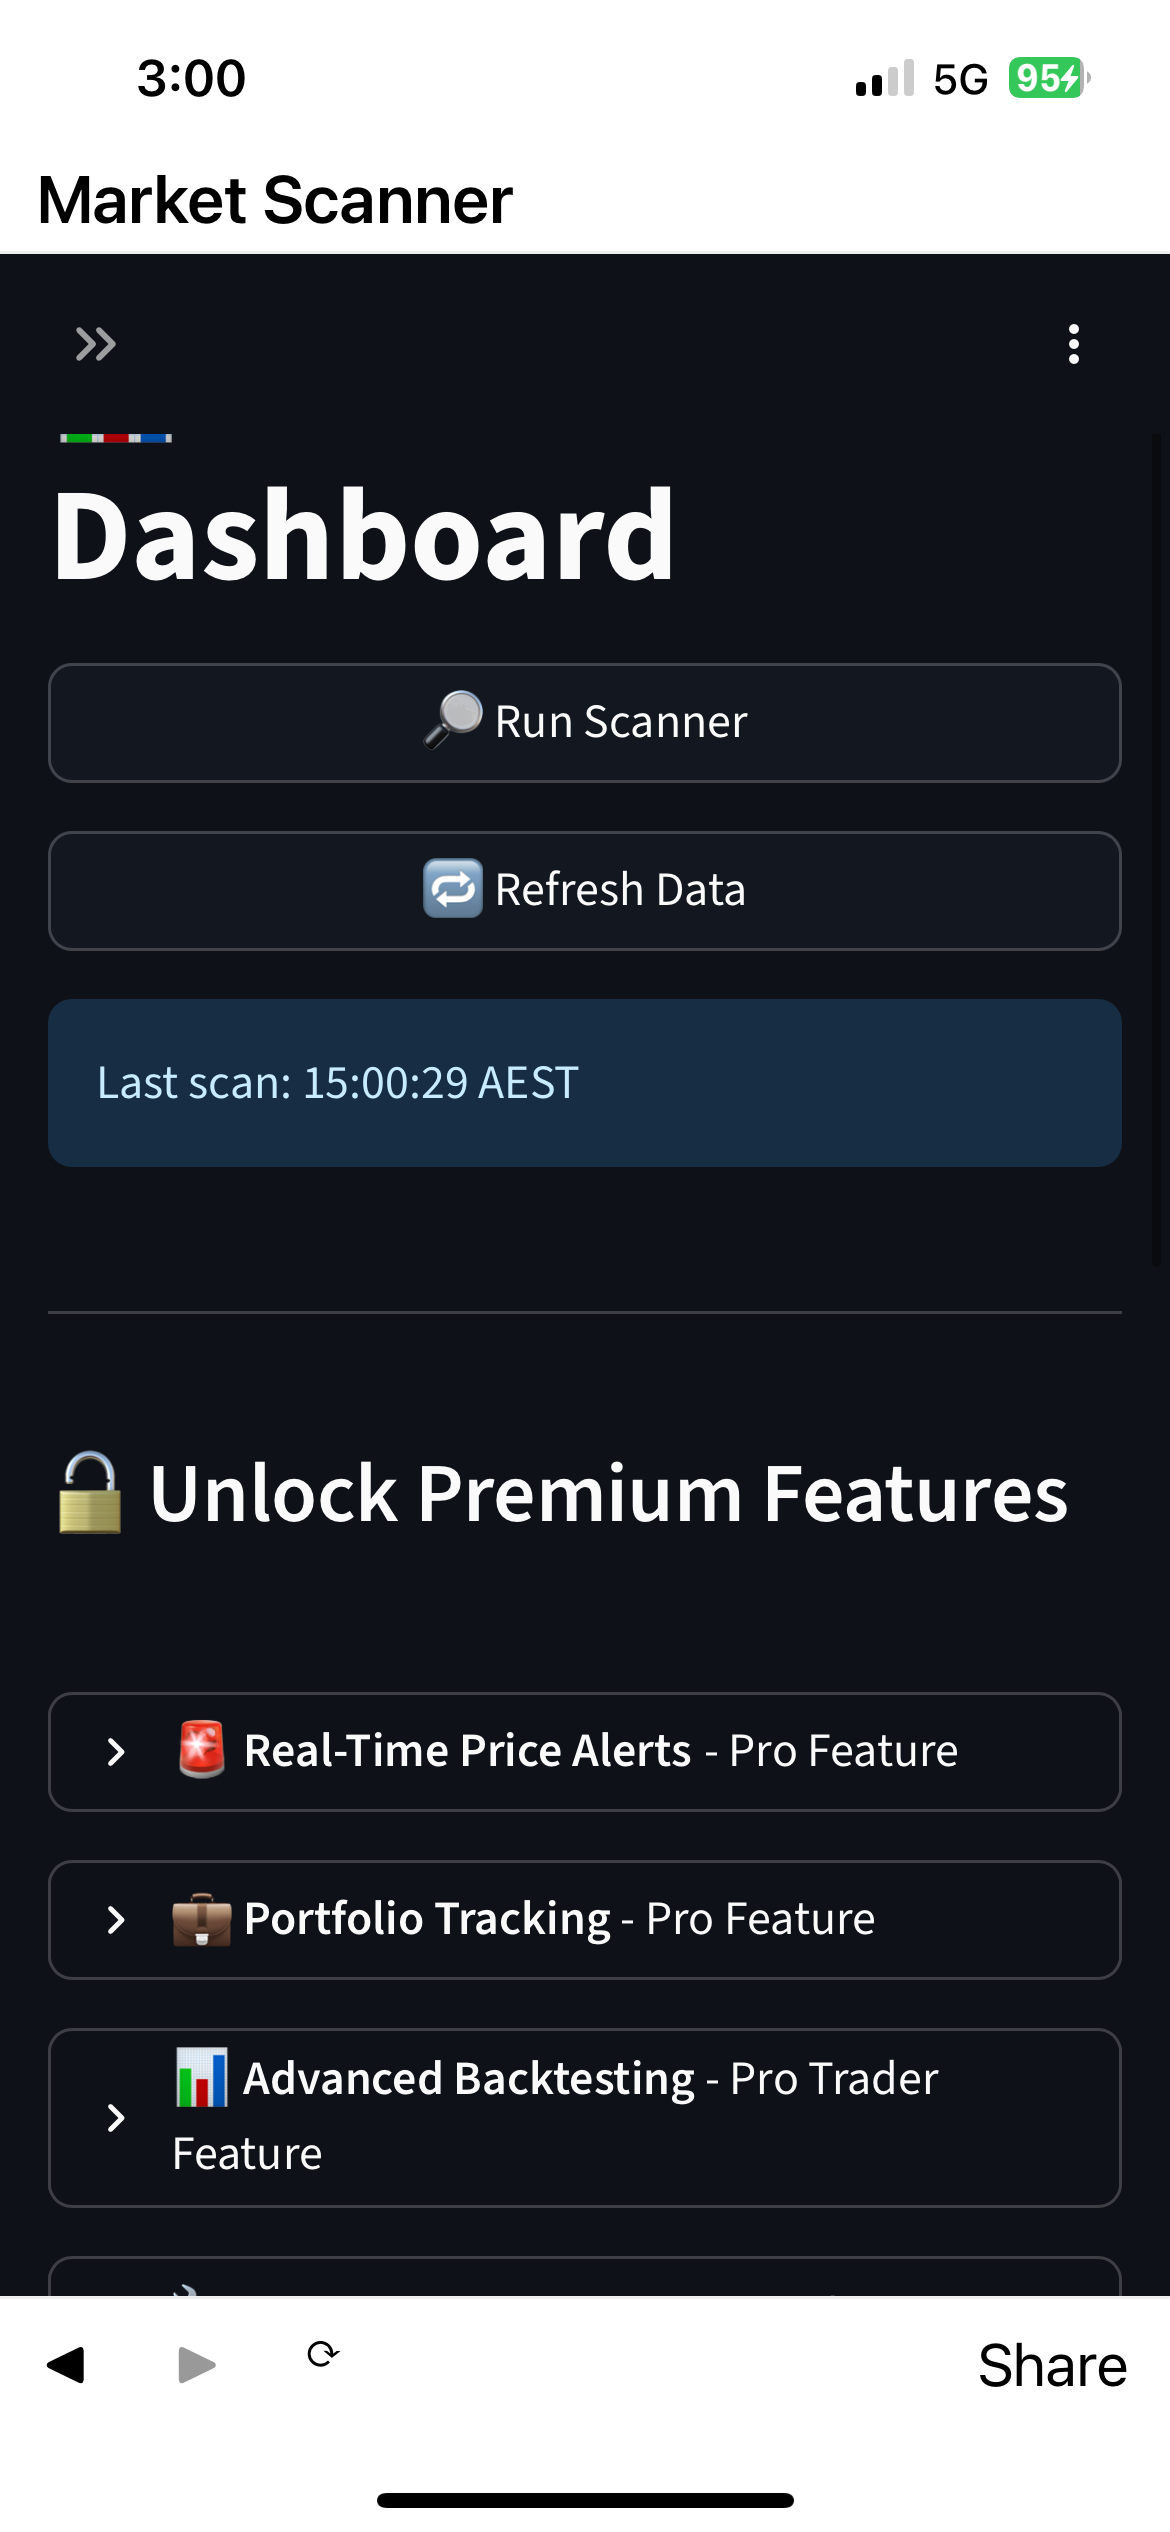 3:00
5G 95
Market Scanner
Dashboard
Run Scanner
Refresh Data
Last scan: 15:00:29 AEST
Unlock Premium Features
Real-Time Price Alerts - Pro Feature
Portfolio Tracking - Pro Feature
Advanced Backtesting - Pro Trader
Feature
Share